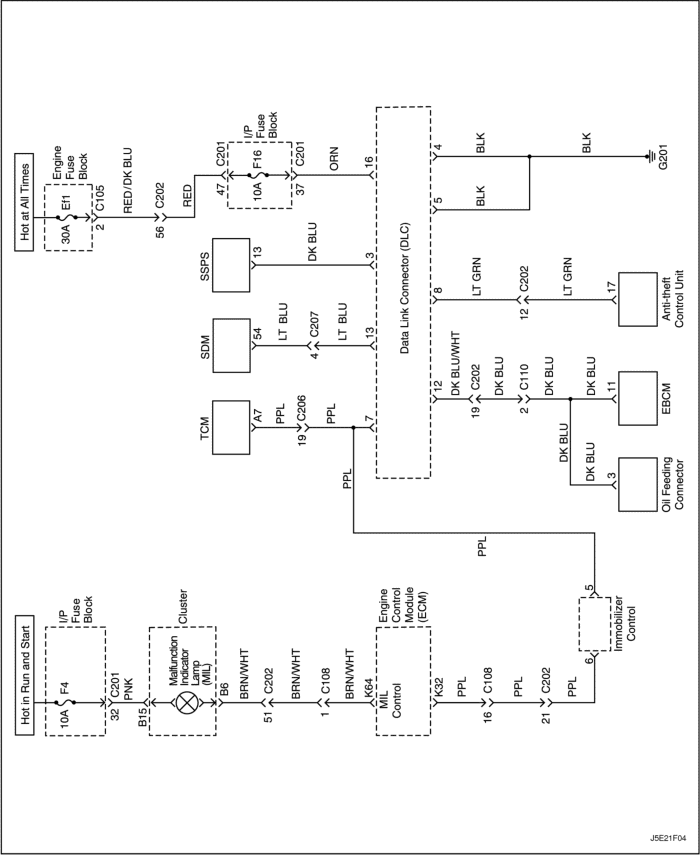 Hot at All Times
Engine
Fuse
Block
Ef1
30A
2
C105
RED/DK BLU
56
C202
RED
47
C201
I/P
Fuse
Block
F16
10A
37
C201
ORN
16
SSPS
13
DK BLU
3
SDM
54
LT BLU
4
C207
LT BLU
13
TCM
A7
PPL
19
C206
PPL
7
PPL
PPL
Data Link Connector (DLC)
4
BLK
BLK
G201
5
BLK
8
LT GRN
12
C202
LT GRN
17
Anti-theft
Control Unit
12
DK BLU/WHT
19
C202
DK BLU
2
C110
DK BLU
DK BLU
11
EBCM
DK BLU
DK BLU
3
Oil Feeding
Connector
Hot in Run and Start
I/P
Fuse
Block
F4
10A
32
C201
PNK
B15
Cluster
Malfunction
Indicator
Lamp
(MIL)
B6
BRN/WHT
51
C202
BRN/WHT
1
C108
BRN/WHT
K64
Engine
Control
Module
(ECM)
MIL
Control
K32
PPL
16
C108
PPL
21
C202
PPL
6
5
Immobilizer
Control
J5E21F04